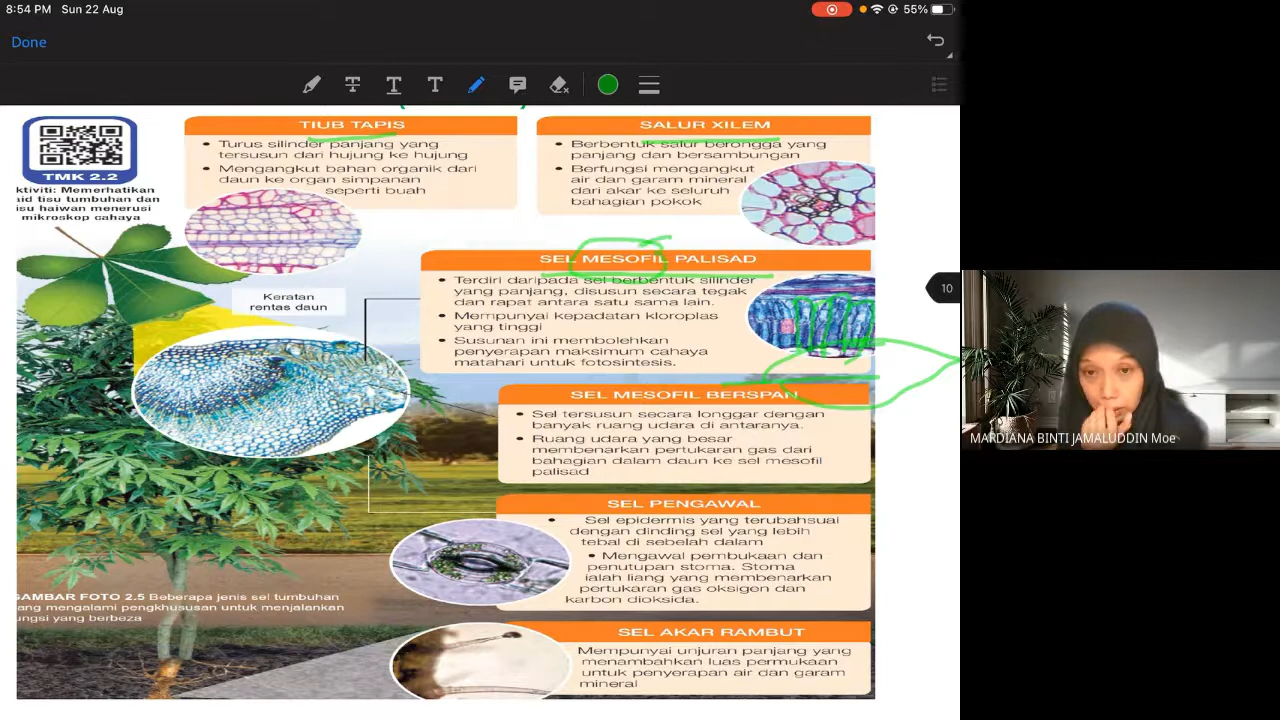 8:54 PM Sun 22 Aug
55%
Done
TMK 2.2
ktiviti: Memerhatikan
aid tisu tumbuhan dan
isu haiwan menerusi
mikroskop cahaya
TIUB TAPIS
• Turus silinder panjang yang
tersusun dari hujung ke hujung
• Mengangkut bahan organik dari
daun ke organ simpanan
seperti buah
SALUR XILEM
• Berbentuk salur berongga yang
panjang dan bersambungan
• Berfungsi mengangkut
air dan garam mineral
dari akar ke seluruh
bahagian pokok
Keratan
rentas daun
SEL MESOFIL PALISAD
• Terdiri daripada sel berbentuk silinder
yang panjang, disusun secara tegak
dan rapat antara satu sama lain.
• Mempunyai kepadatan kloroplas
yang tinggi
• Susunan ini membolehkan
penyerapan maksimum cahaya
matahari untuk fotosintesis.
10
SEL MESOFIL BERSPAN
• Sel tersusun secara longgar dengan
banyak ruang udara di antaranya.
• Ruang udara yang besar
membenarkan pertukaran gas dari
bahagian dalam daun ke sel mesofil
palisad
SEL PENGAWAL
• Sel epidermis yang terubahsuai
dengan dinding sel yang lebih
tebal di sebelah dalam
• Mengawal pembukaan dan
penutupan stoma. Stoma
ialah liang yang membenarkan
pertukaran gas oksigen dan
karbon dioksida.
GAMBAR FOTO 2.5 Beberapa jenis sel tumbuhan
ang mengalami pengkhususan untuk menjalankan
ungsi yang berbeza
SEL AKAR RAMBUT
Mempunyai unjuran panjang yang
menambahkan luas permukaan
untuk penyerapan air dan garam
mineral
MARDIANA BINTI JAMALUDDIN Moe